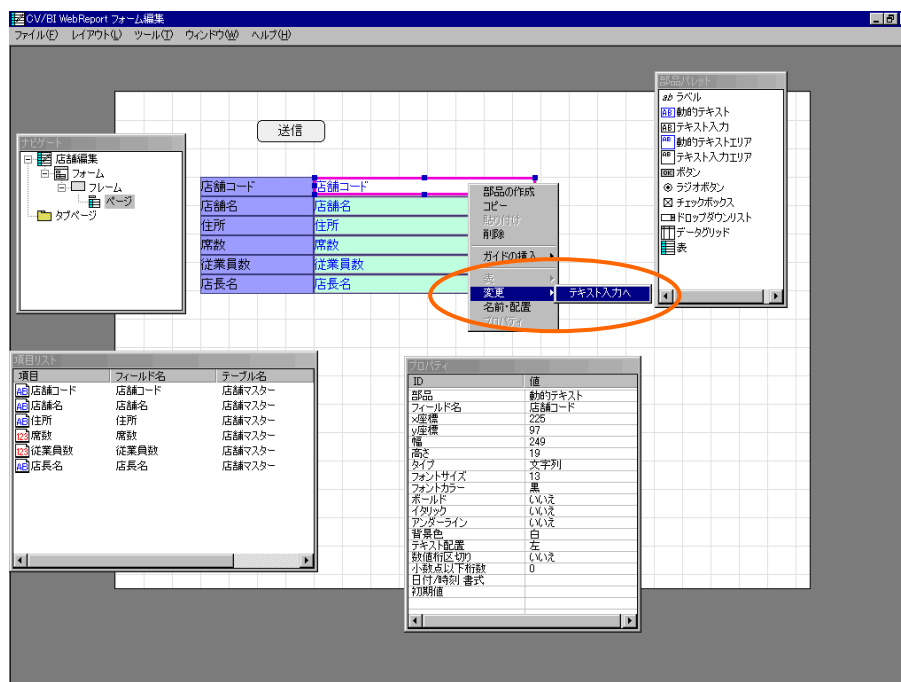 CV/BI WebReport フォーム編集
ファイル(F) レイアウト(L) ツール(T) ウィンドウ(W) ヘルプ(H)
送信
ナビゲート
店舗編集
フォーム
フレーム
ページ
タブページ
店舗コード 店舗コード
店舗名 店舗名
住所 住所
席数 席数
従業員数 従業員数
店長名 店長名
部品の作成
コピー
貼り付け
削除
ガイドの挿入
表
変更
テキスト入力へ
名前・配置
プロパティ
部品パレット
ab ラベル
AB 動的テキスト
AB テキスト入力
AB 動的テキストエリア
AB テキスト入力エリア
OK ボタン
ラジオボタン
チェックボックス
ドロップダウンリスト
データグリッド
表
項目リスト
項目 フィールド名 テーブル名
AB 店舗コード 店舗コード 店舗マスター
AB 店舗名 店舗名 店舗マスター
AB 住所 住所 店舗マスター
123 席数 席数 店舗マスター
123 従業員数 従業員数 店舗マスター
AB 店長名 店長名 店舗マスター
プロパティ
ID 値
部品 動的テキスト
フィールド名 店舗コード
x座標 225
y座標 97
幅 249
高さ 19
タイプ 文字列
フォントサイズ 13
フォントカラー 黒
ボールド いいえ
イタリック いいえ
アンダーライン いいえ
背景色 白
テキスト配置 左
数値桁区切り いいえ
小数点以下桁数 0
日付/時刻 書式
初期値